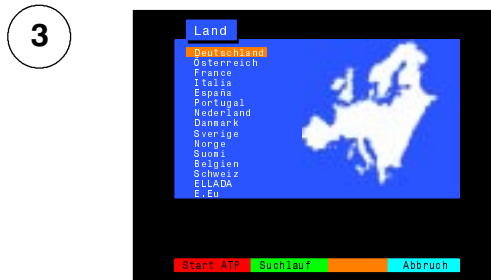 3
Land
Deutschland
Österreich
France
Italia
España
Portugal
Nederland
Danmark
Sverige
Norge
Suomi
Belgien
Schweiz
ELLADA
E.Eu
Start ATP Suchlauf Abbruch